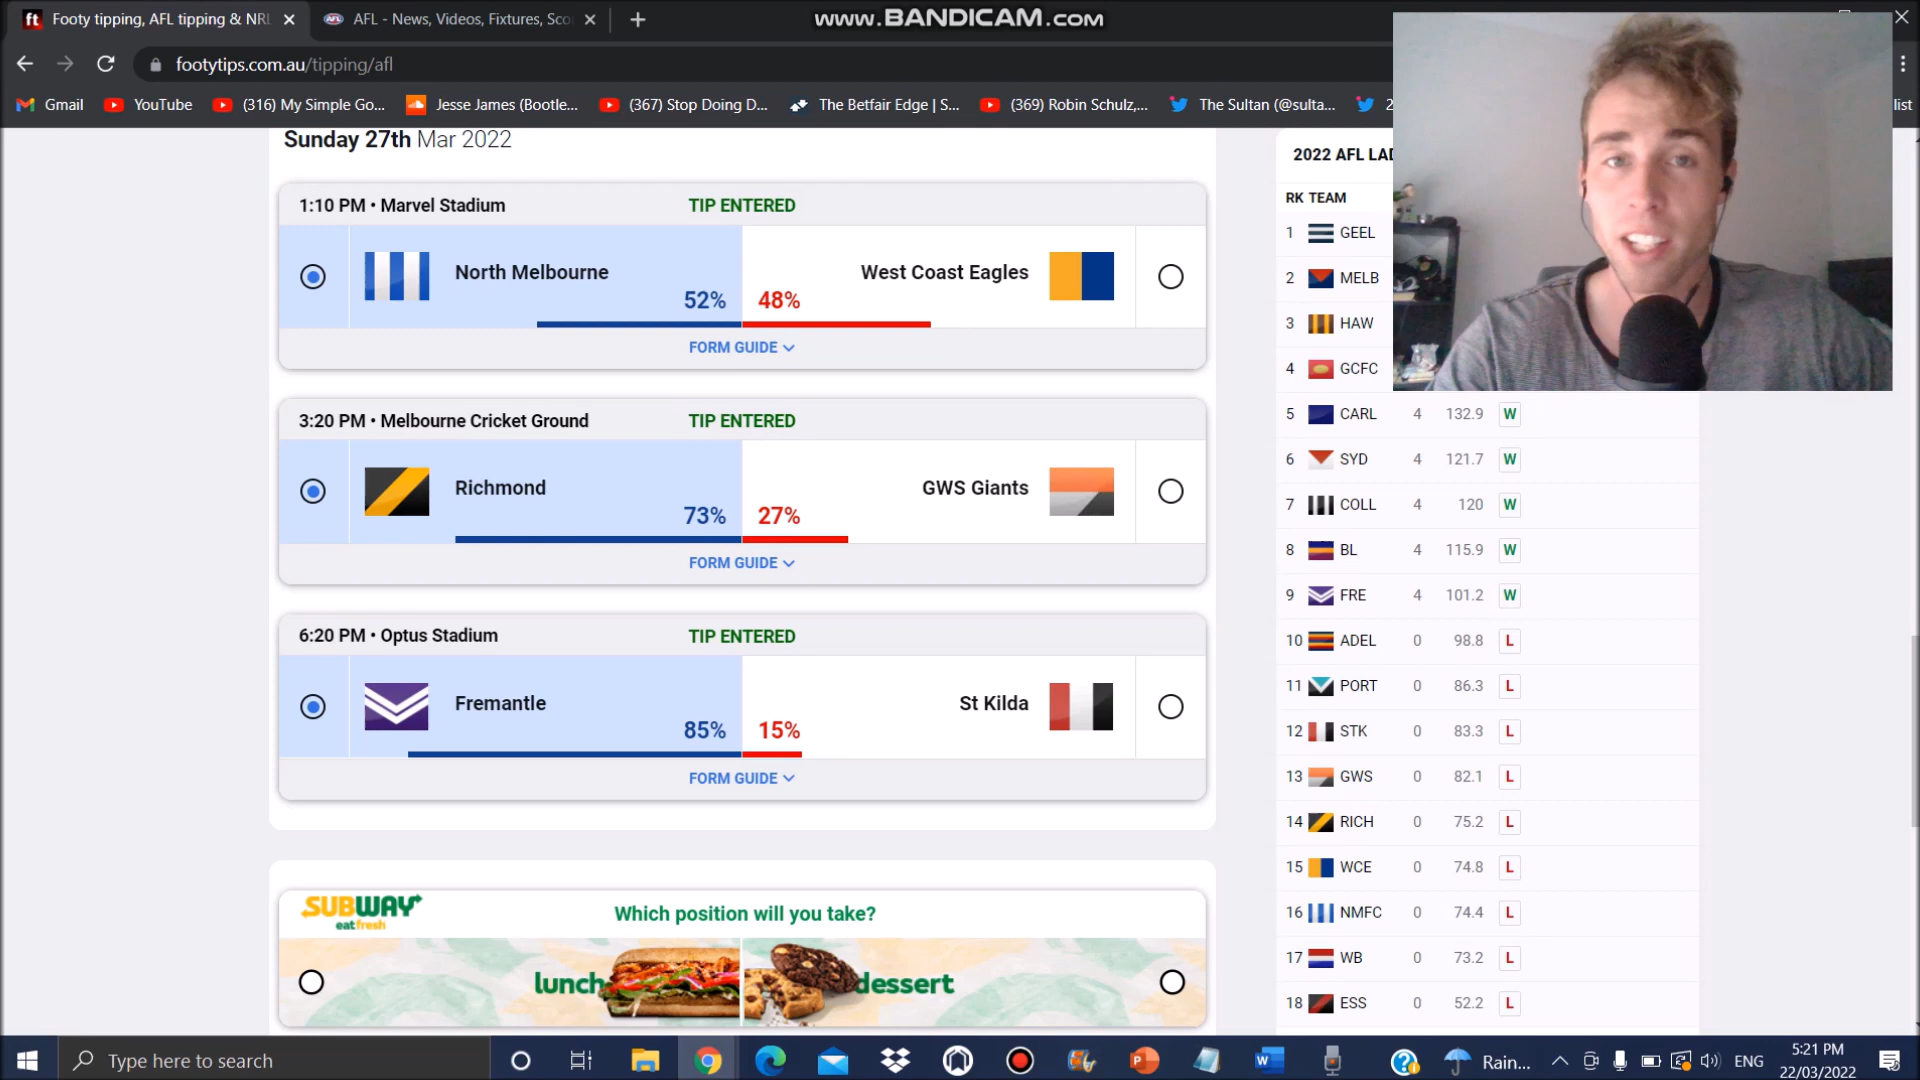 Footy tipping, AFL tipping & NRL
AFL - News, Videos, Fixtures, Sco
www.BANDICAM.com
footytips.com.au/tipping/afl
Gmail
YouTube
(316) My Simple Go...
Jesse James (Bootle...
(367) Stop Doing D...
The Betfair Edge | S...
(369) Robin Schulz,...
The Sultan (@sulta...
2
list
Sunday 27th Mar 2022
1:10 PM • Marvel Stadium TIP ENTERED
North Melbourne 52% 48% West Coast Eagles
FORM GUIDE
3:20 PM • Melbourne Cricket Ground TIP ENTERED
Richmond 73% 27% GWS Giants
FORM GUIDE
6:20 PM • Optus Stadium TIP ENTERED
Fremantle 85% 15% St Kilda
FORM GUIDE
SUBWAY
eat fresh
Which position will you take?
lunch dessert
2022 AFL LAD
RK TEAM
1 GEEL
2 MELB
3 HAW
4 GCFC
5 CARL 4 132.9 W
6 SYD 4 121.7 W
7 COLL 4 120 W
8 BL 4 115.9 W
9 FRE 4 101.2 W
10 ADEL 0 98.8 L
11 PORT 0 86.3 L
12 STK 0 83.3 L
13 GWS 0 82.1 L
14 RICH 0 75.2 L
15 WCE 0 74.8 L
16 NMFC 0 74.4 L
17 WB 0 73.2 L
18 ESS 0 52.2 L
Type here to search
Rain...
ENG
5:21 PM
22/03/2022